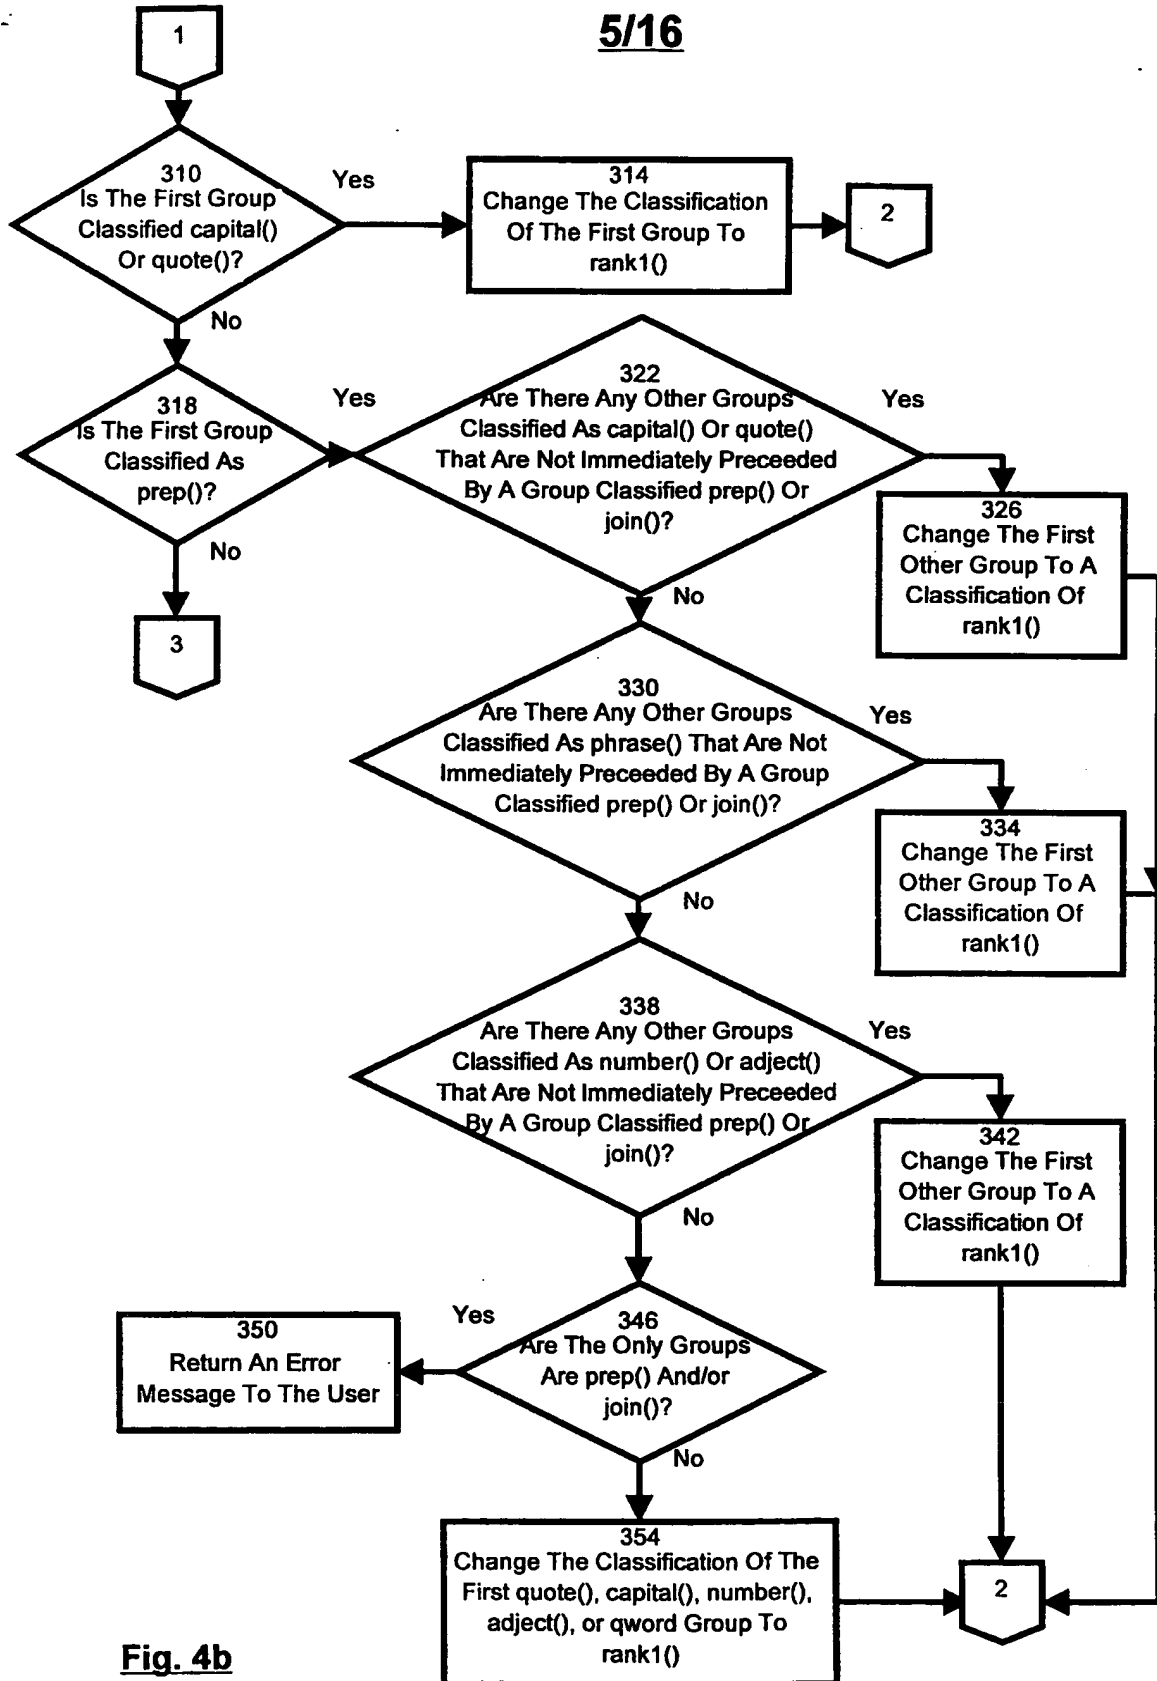 5/16
1
310
Is The First Group
Classified capital()
Or quote()?
Yes
314
Change The Classification
Of The First Group To
rank1()
2
No
318
Is The First Group
Classified As
prep()?
Yes
322
Are There Any Other Groups
Classified As capital() Or quote()
That Are Not Immediately Preceeded
By A Group Classified prep() Or
join()?
Yes
326
Change The First
Other Group To A
Classification Of
rank1()
No
3
No
330
Are There Any Other Groups
Classified As phrase() That Are Not
Immediately Preceeded By A Group
Classified prep() Or join()?
Yes
334
Change The First
Other Group To A
Classification Of
rank1()
No
338
Are There Any Other Groups
Classified As number() Or adject()
That Are Not Immediately Preceeded
By A Group Classified prep() Or
join()?
Yes
342
Change The First
Other Group To A
Classification Of
rank1()
No
346
Are The Only Groups
Are prep() And/or
join()?
Yes
350
Return An Error
Message To The User
No
354
Change The Classification Of The
First quote(), capital(), number(),
adject(), or qword Group To
rank1()
2
Fig. 4b